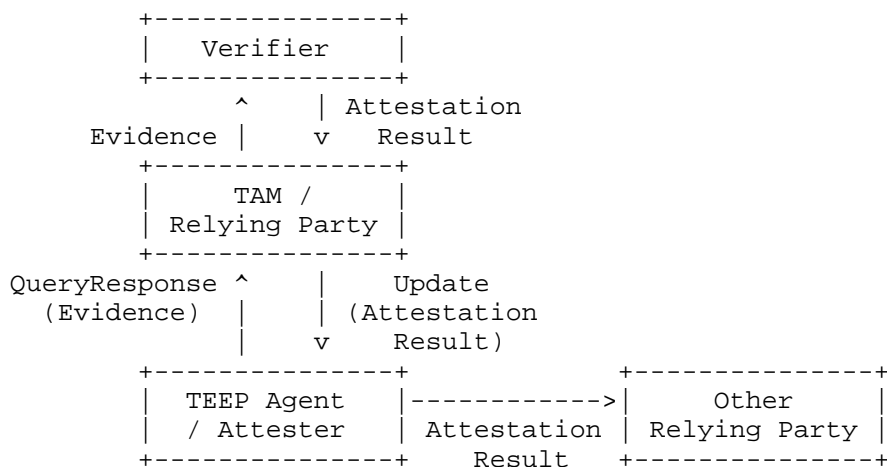 Verifier
Attestation
Evidence Result
TAM /
Relying Party
QueryResponse Update
(Evidence) (Attestation
Result)
TEEP Agent Other
/ Attester Attestation Relying Party
Result